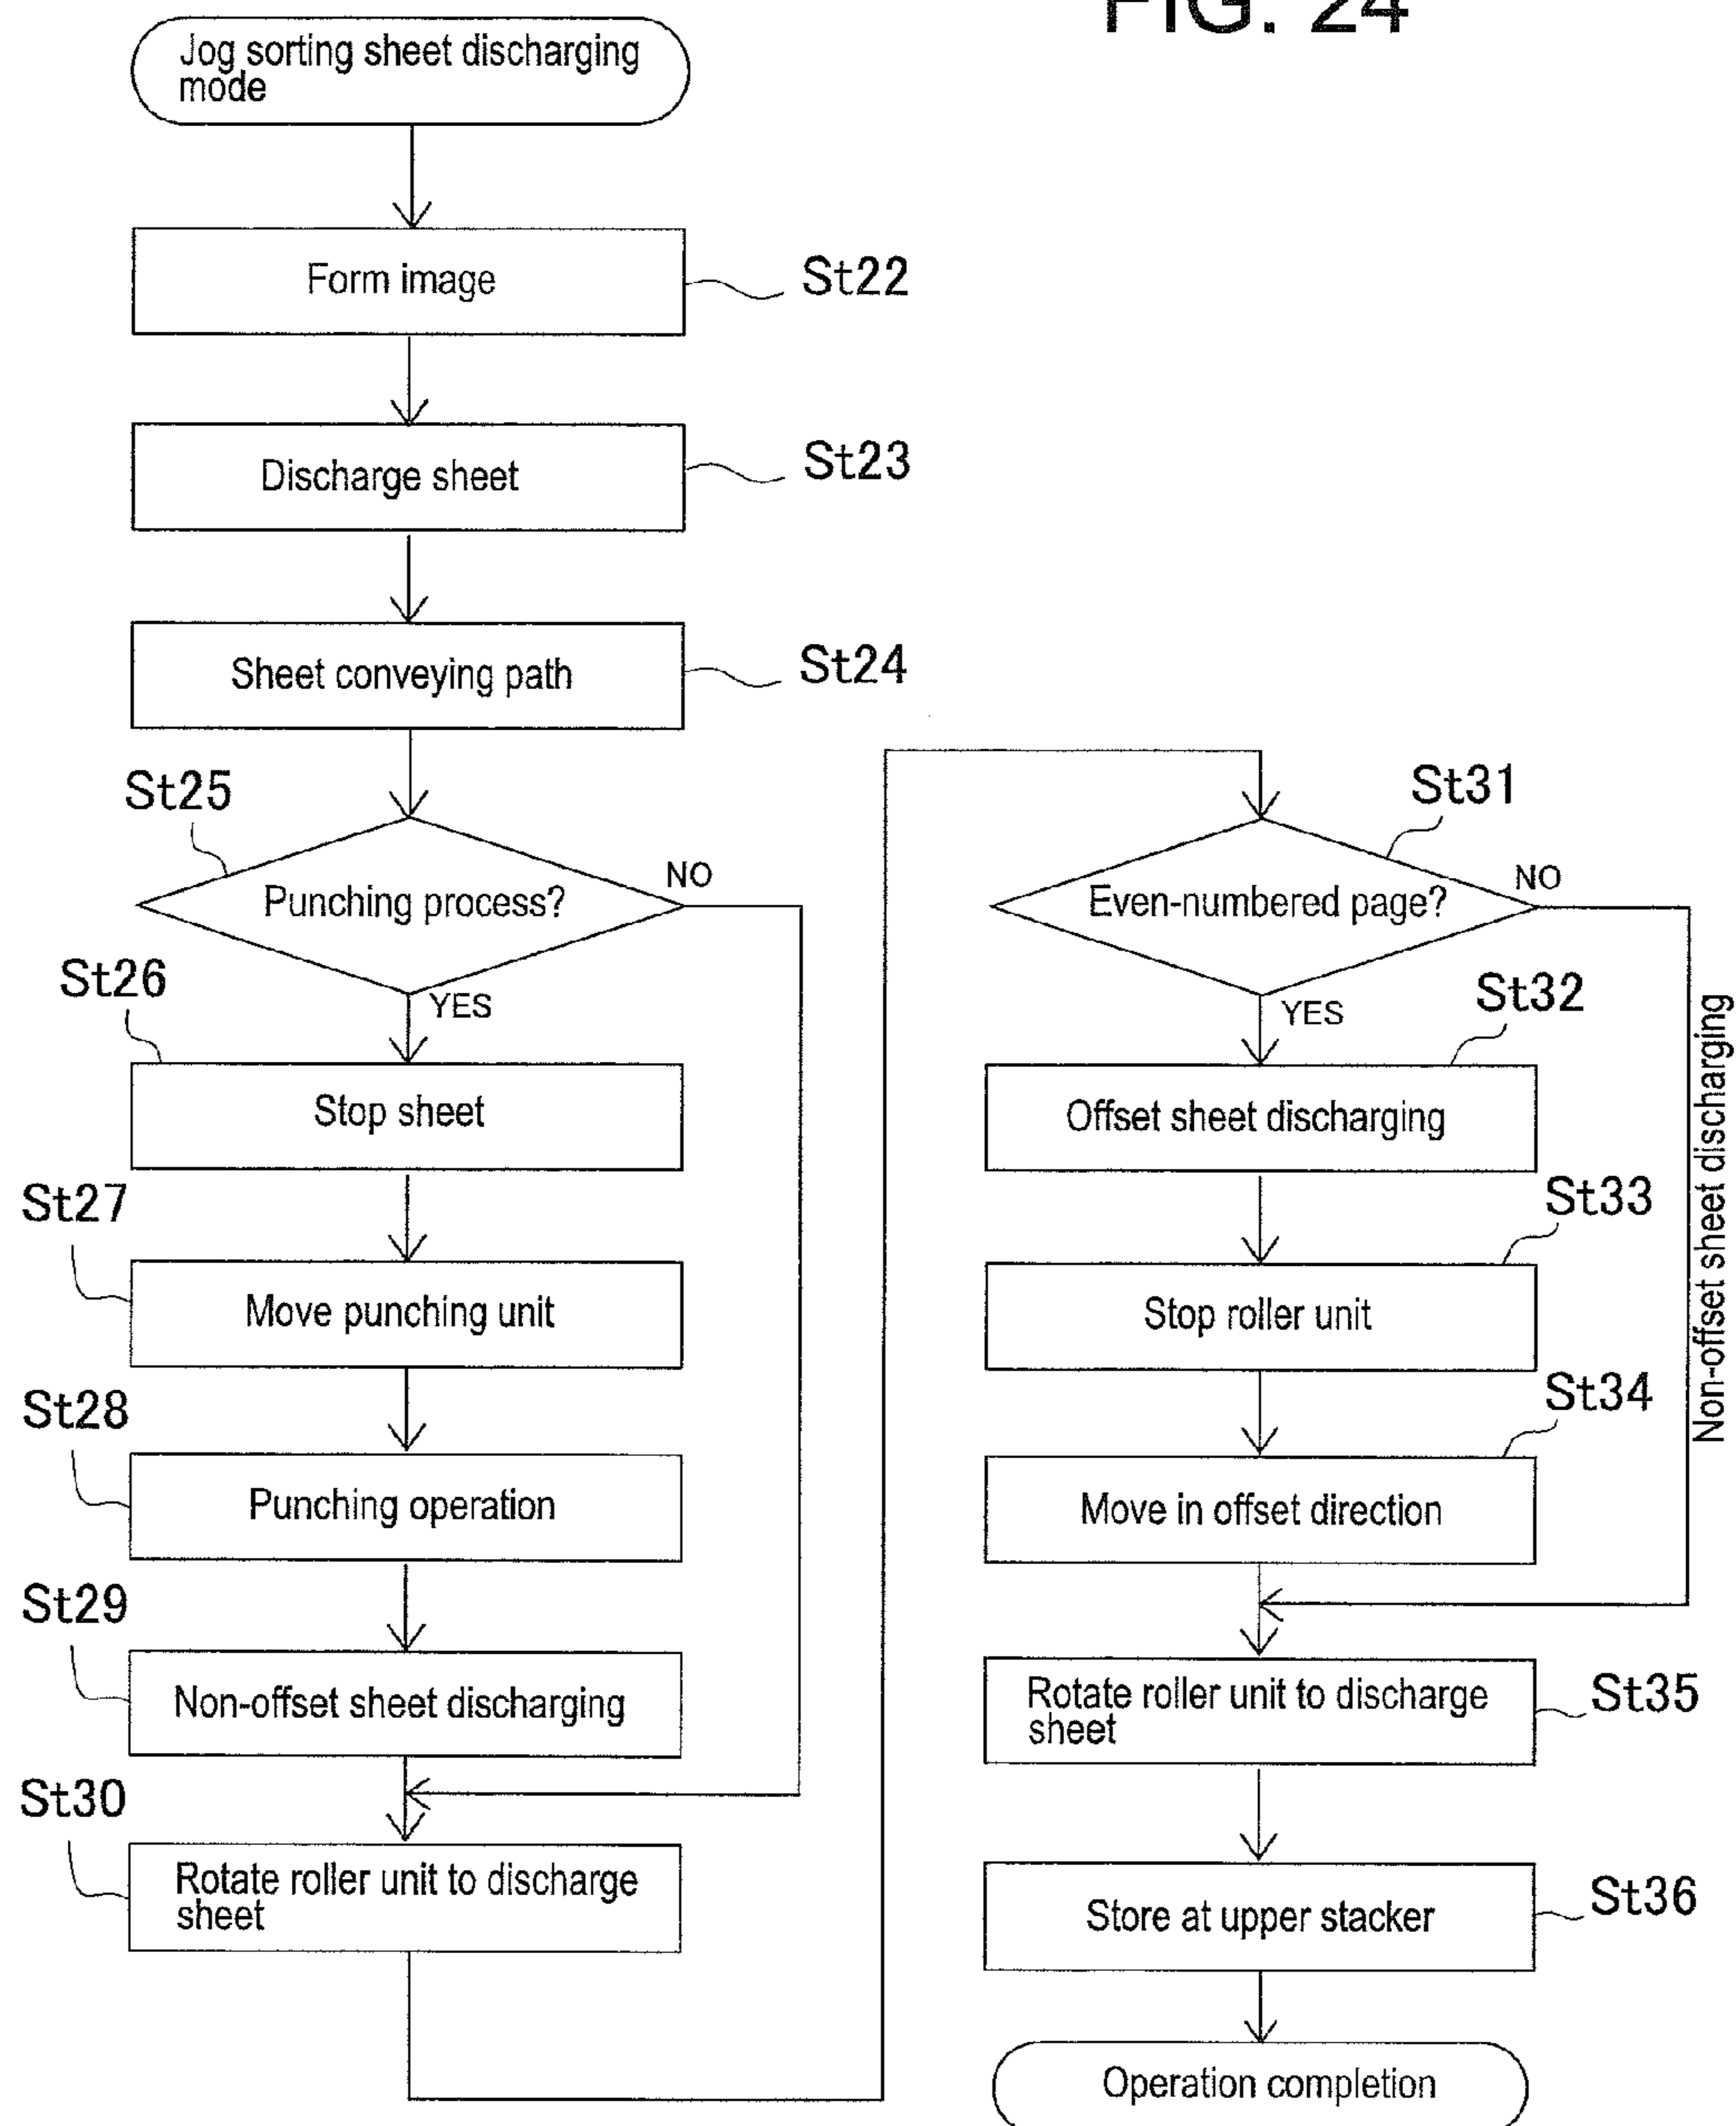 FIG. 24
Jog sorting sheet discharging
mode
Form image
St22
Discharge sheet
St23
Sheet conveying path
St24
St25
Punching process?
NO
YES
St26
Stop sheet
St27
Move punching unit
St28
Punching operation
St29
Non-offset sheet discharging
St30
Rotate roller unit to discharge
sheet
St31
Even-numbered page?
NO
YES
Non-offset sheet discharging
St32
Offset sheet discharging
St33
Stop roller unit
St34
Move in offset direction
Rotate roller unit to discharge
sheet
St35
Store at upper stacker
St36
Operation completion